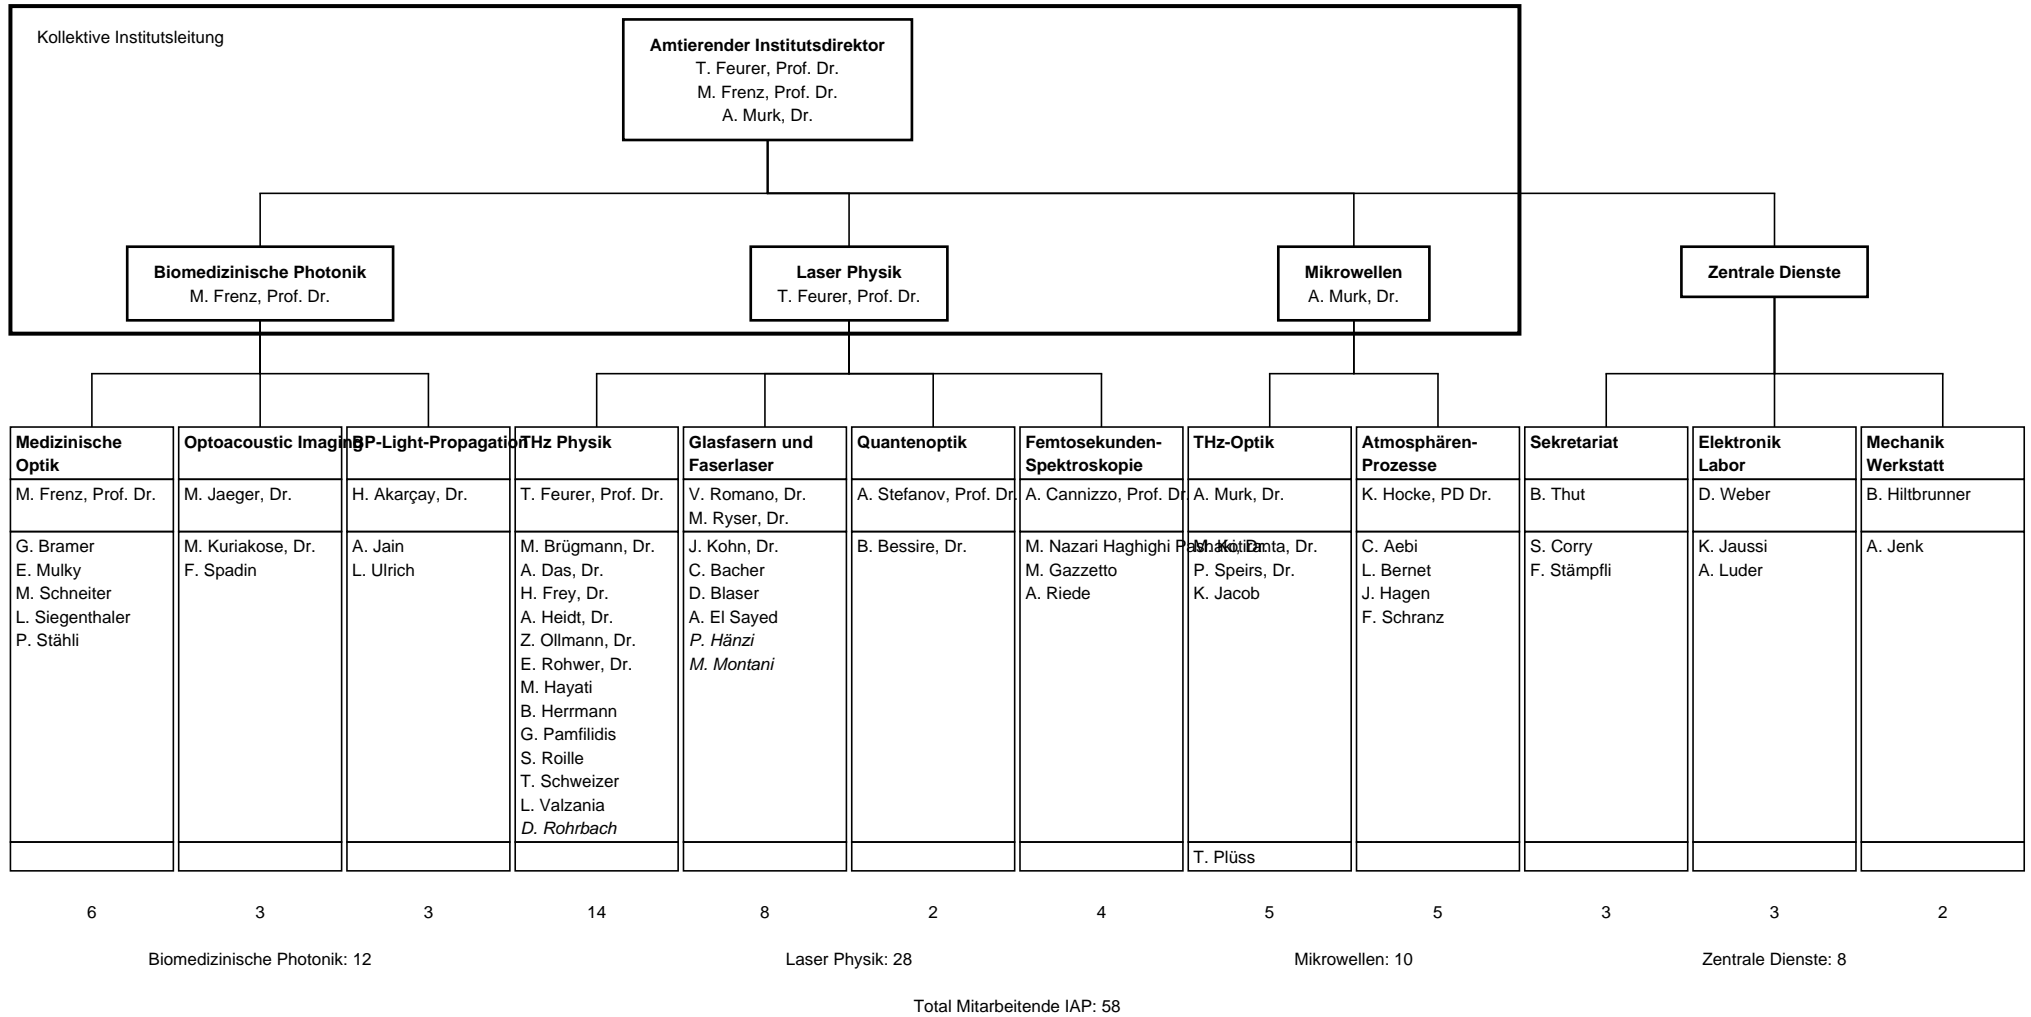 Kollektive Institutsleitung
Amtierender Institutsdirektor
T. Feurer, Prof. Dr.
M. Frenz, Prof. Dr.
A. Murk, Dr.
Biomedizinische Photonik
M. Frenz, Prof. Dr.
Laser Physik
T. Feurer, Prof. Dr.
Mikrowellen
A. Murk, Dr.
Zentrale Dienste
Medizinische
Optik
M. Frenz, Prof. Dr.
G. Bramer
E. Mulky
M. Schneiter
L. Siegenthaler
P. Stähli
Optoacoustic Imaging
M. Jaeger, Dr.
M. Kuriakose, Dr.
F. Spadin
BP-Light-Propagation
H. Akarçay, Dr.
A. Jain
L. Ulrich
THz Physik
T. Feurer, Prof. Dr.
M. Brügmann, Dr.
A. Das, Dr.
H. Frey, Dr.
A. Heidt, Dr.
Z. Ollmann, Dr.
E. Rohwer, Dr.
M. Hayati
B. Herrmann
G. Pamfilidis
S. Roille
T. Schweizer
L. Valzania
D. Rohrbach
Glasfasern und
Faserlaser
V. Romano, Dr.
M. Ryser, Dr.
J. Kohn, Dr.
C. Bacher
D. Blaser
A. El Sayed
P. Hänzi
M. Montani
Quantenoptik
A. Stefanov, Prof. Dr.
B. Bessire, Dr.
Femtosekunden-
Spektroskopie
A. Cannizzo, Prof. Dr.
M. Nazari Haghighi
M. Gazzetto
A. Riede
THz-Optik
A. Murk, Dr.
M. Dr.
P. Speirs, Dr.
K. Jacob
T. Plüss
Atmosphären-
Prozesse
K. Hocke, PD Dr.
C. Aebi
L. Bernet
J. Hagen
F. Schranz
Sekretariat
B. Thut
S. Corry
F. Stämpfli
Elektronik
Labor
D. Weber
K. Jaussi
A. Luder
Mechanik
Werkstatt
B. Hiltbrunner
A. Jenk
6 3 3 14 8 2 4 5 5 3 3 2
Biomedizinische Photonik: 12 Laser Physik: 28 Mikrowellen: 10 Zentrale Dienste: 8
Total Mitarbeitende IAP: 58